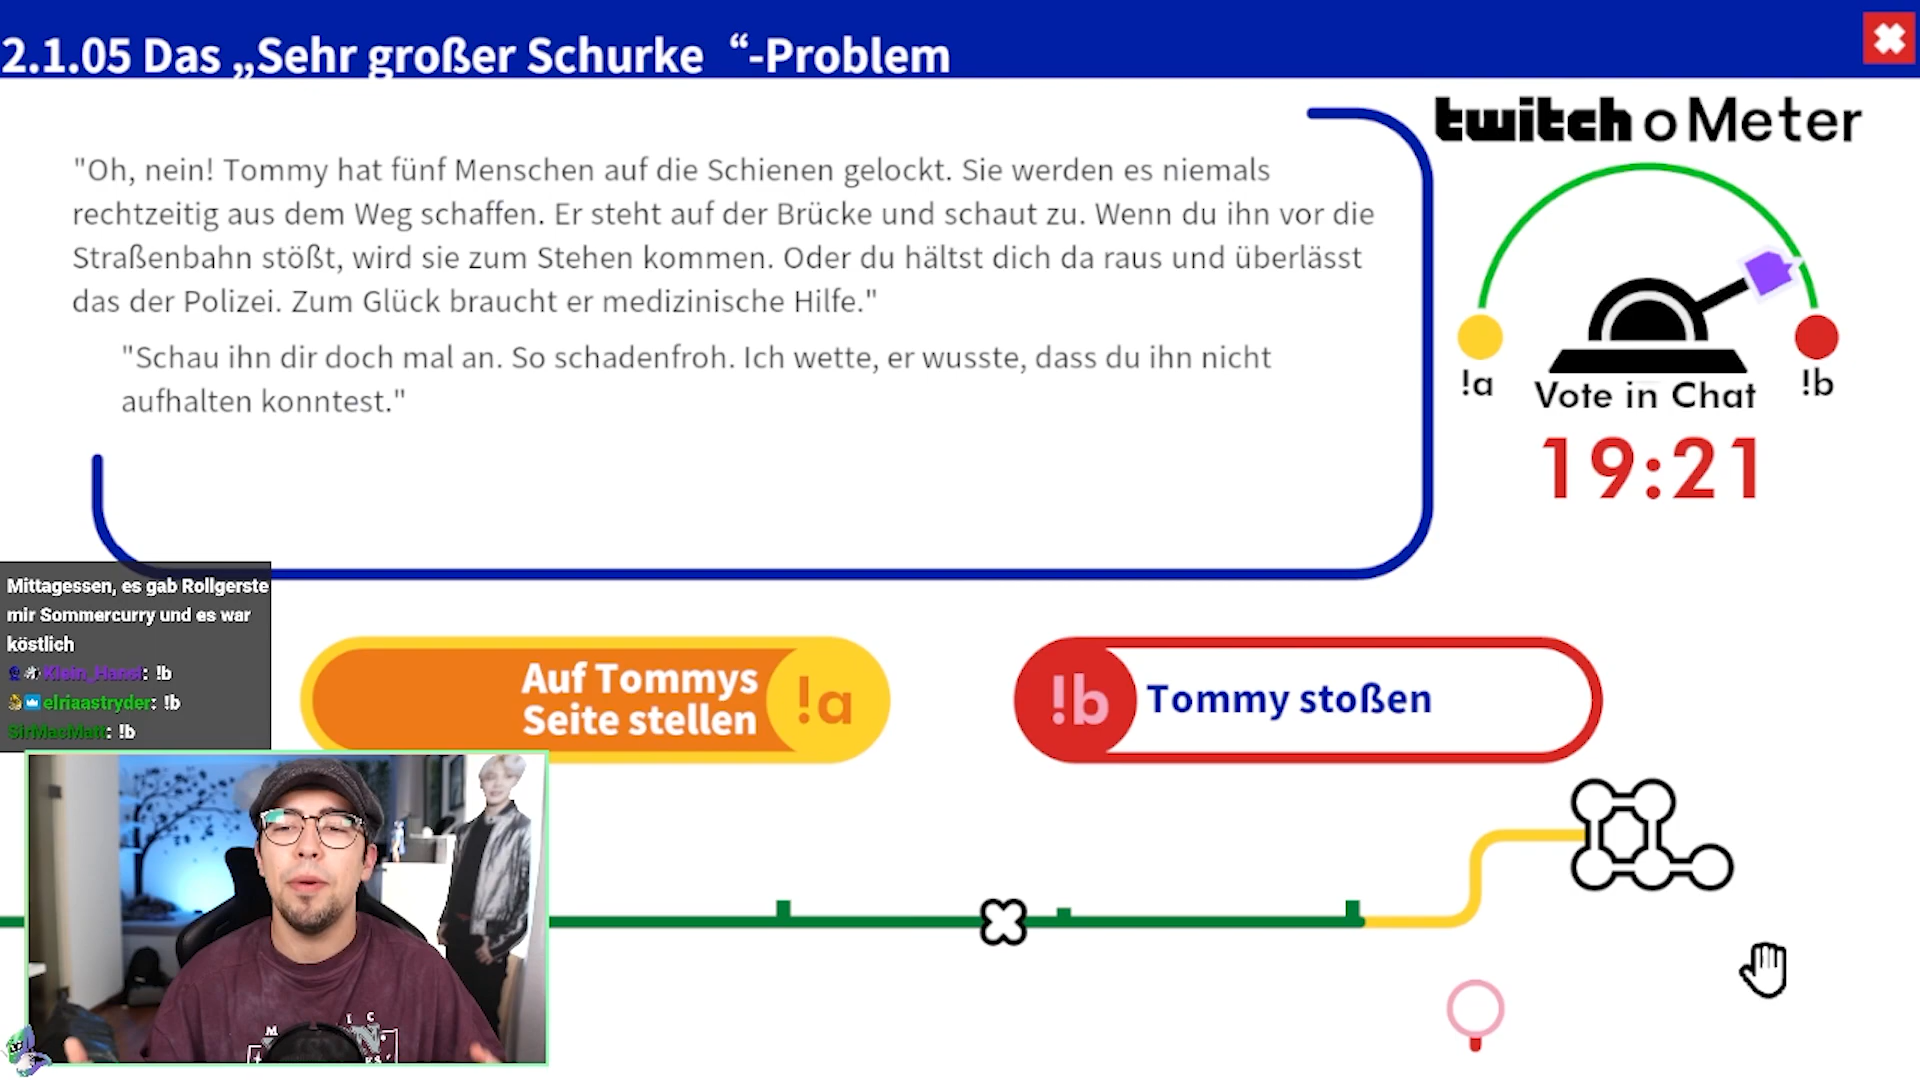 2.1.05 Das „Sehr großer Schurke “-Problem
twitch o Meter
"Oh, nein! Tommy hat fünf Menschen auf die Schienen gelockt. Sie werden es niemals
rechtzeitig aus dem Weg schaffen. Er steht auf der Brücke und schaut zu. Wenn du ihn vor die
Straßenbahn stößt, wird sie zum Stehen kommen. Oder du hältst dich da raus und überlässt
das der Polizei. Zum Glück braucht er medizinische Hilfe."
"Schau ihn dir doch mal an. So schadenfroh. Ich wette, er wusste, dass du ihn nicht
aufhalten konntest."
!a
Vote in Chat
!b
19:21
Mittagessen, es gab Rollgerste
mir Sommercurry und es war
köstlich
Klein_Hansi: !b
elriaastryder: !b
SirMacMatt: !b
Auf Tommys
Seite stellen
!a
!b
Tommy stoßen